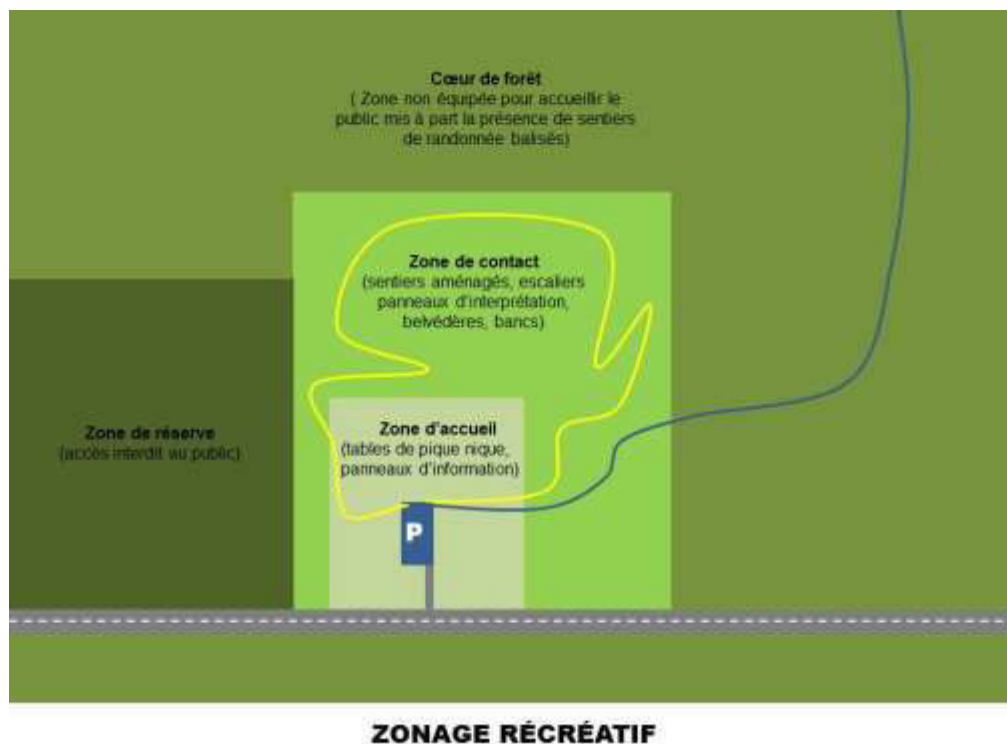 Cœur de forêt
( Zone non équipée pour accueillir le
public mis à part la présence de sentiers
de randonnée balisés)
Zone de contact
(sentiers aménagés, escaliers
panneaux d'interprétation,
belvédères, bancs)
Zone de réserve
(accès interdit au public)
Zone d'accueil
(tables de pique nique,
panneaux d'information)
P
ZONAGE RÉCRÉATIF